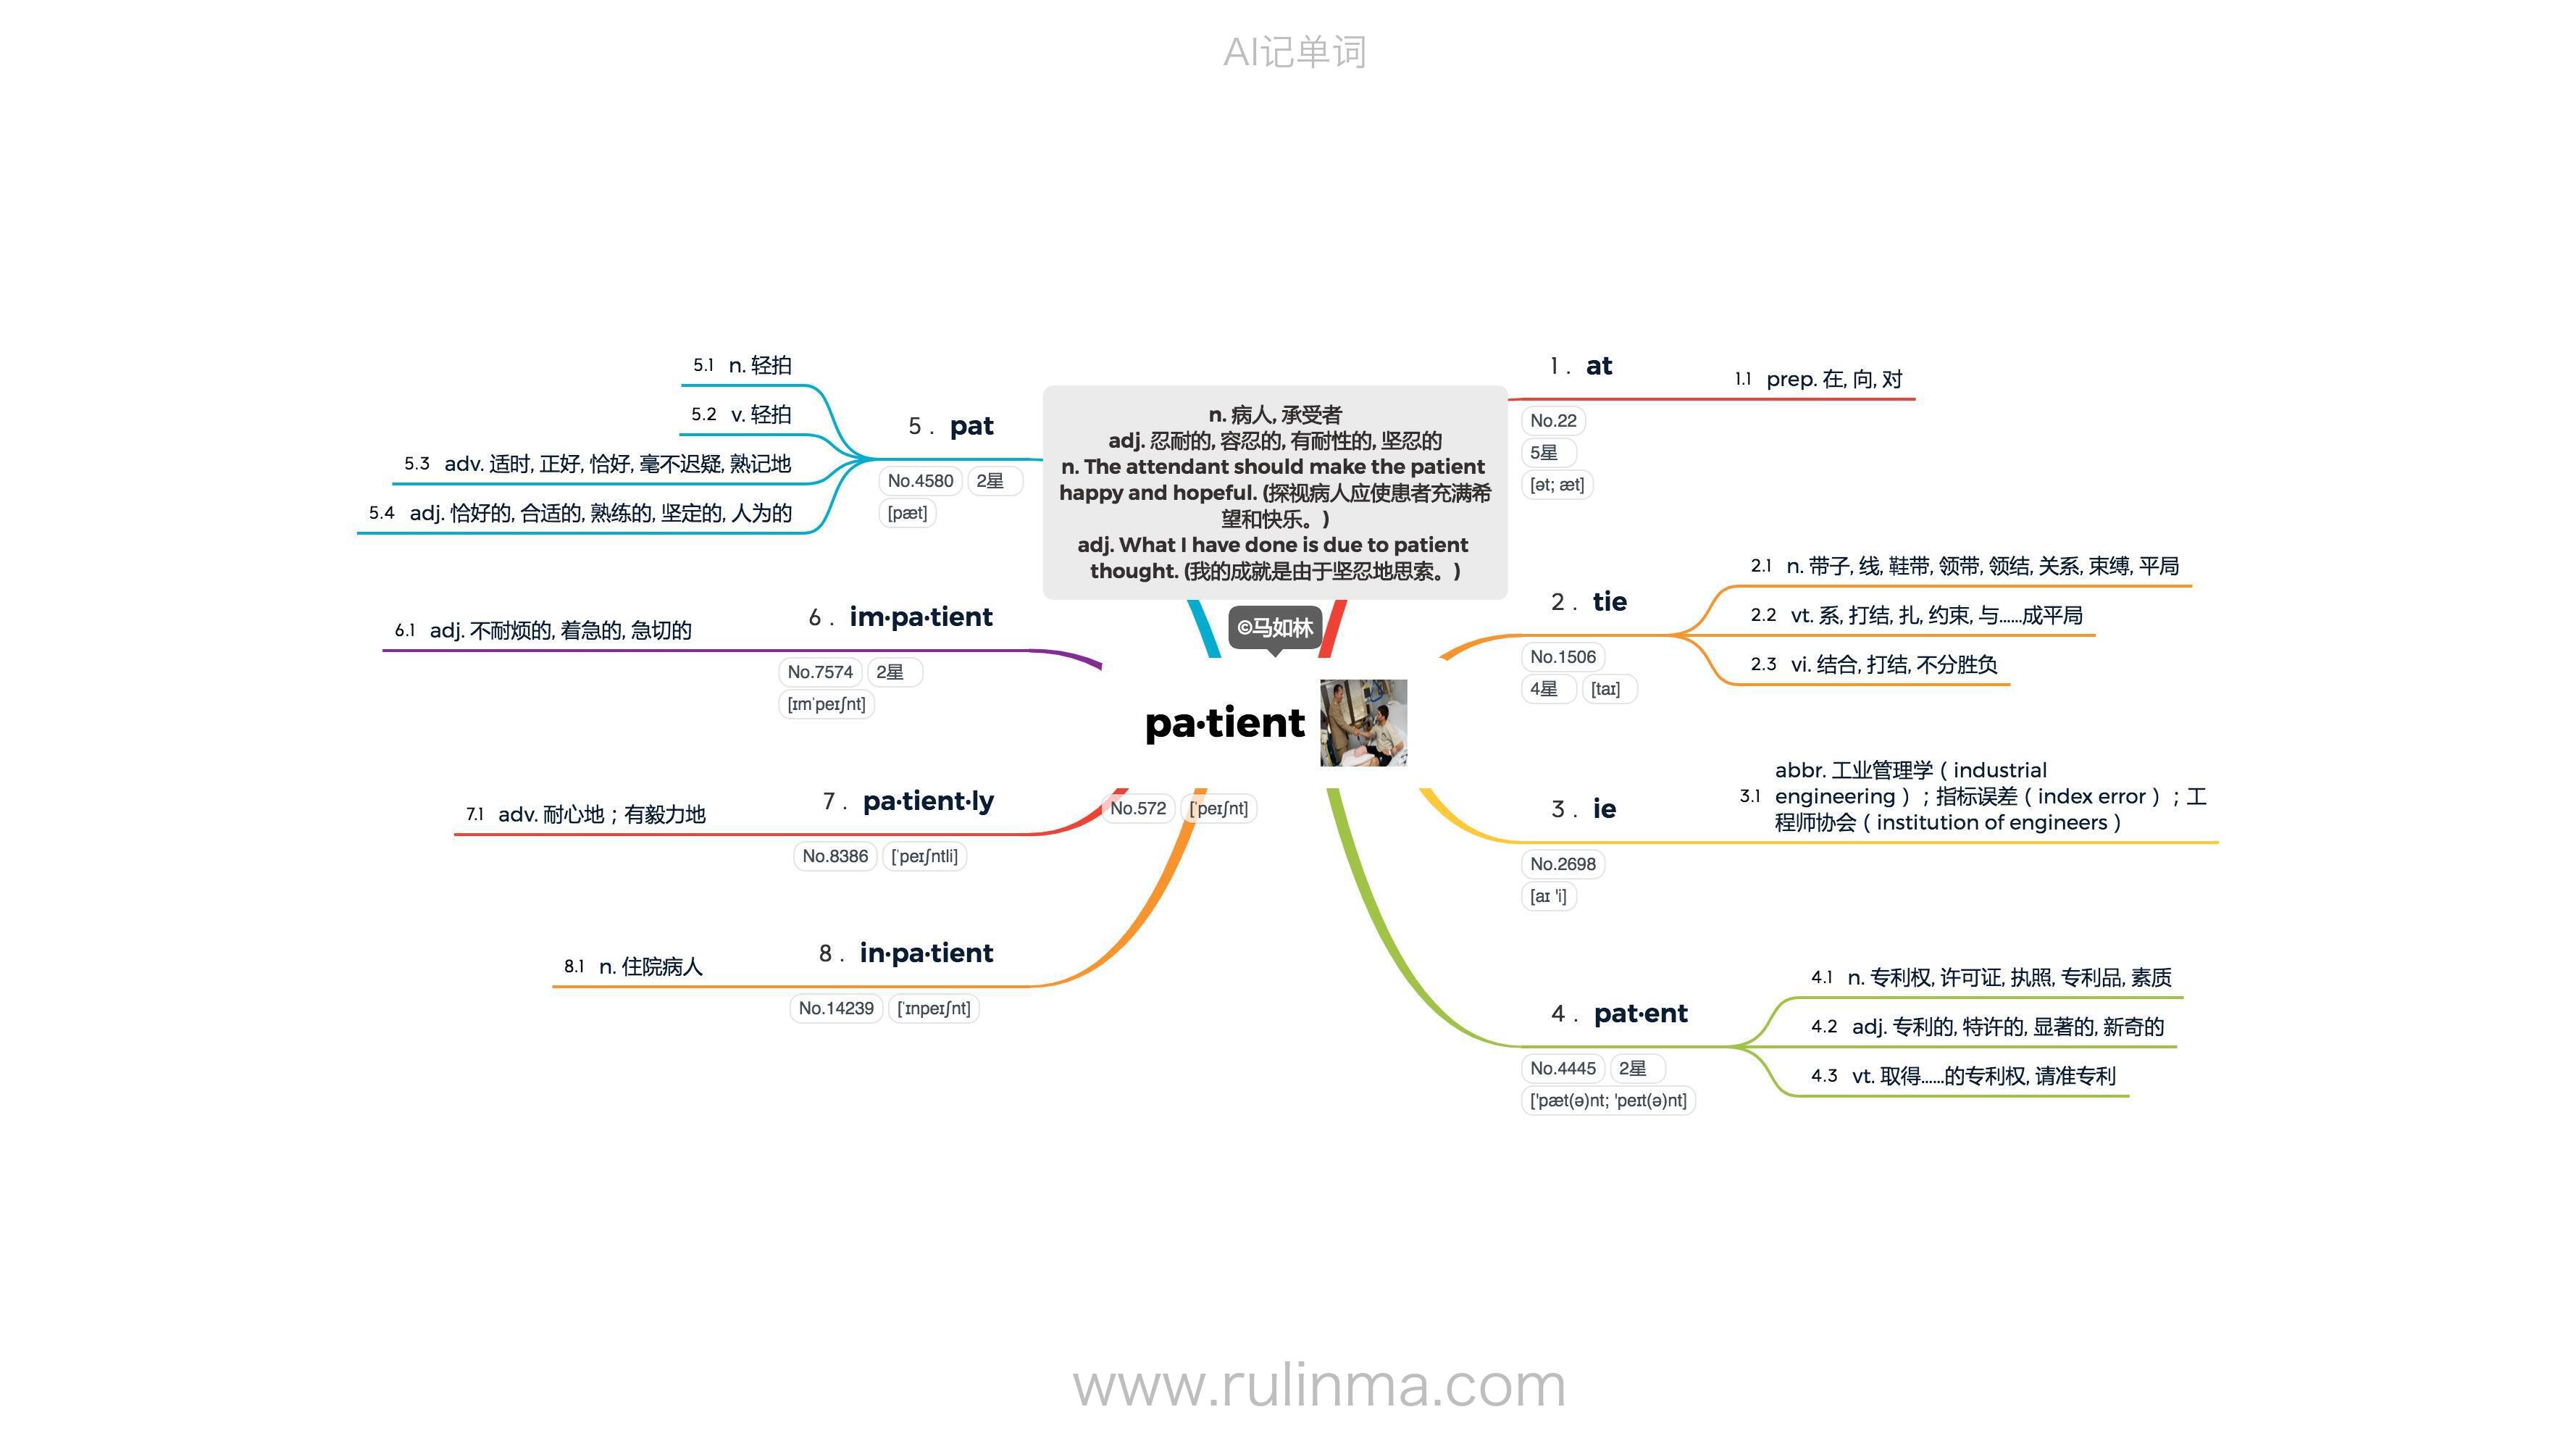 AI记单词
n. 病人, 承受者
adj. 忍耐的, 容忍的, 有耐性的, 坚忍的
n. The attendant should make the patient
happy and hopeful. (探视病人应使患者充满希
望和快乐。)
adj. What I have done is due to patient
thought. (我的成就是由于坚忍地思索。)
©马如林
pa·tient
No.572 [ˈpeɪʃnt]
1. at
No.22
5星
[ət; æt]
1.1 prep. 在, 向, 对
2. tie
No.1506
4星 [taɪ]
2.1 n. 带子, 线, 鞋带, 领带, 领结, 关系, 束缚, 平局
2.2 vt. 系, 打结, 扎, 约束, 与……成平局
2.3 vi. 结合, 打结, 不分胜负
3. ie
No.2698
[aɪ 'i]
3.1 abbr. 工业管理学 ( industrial
engineering ) ；指标误差 ( index error ) ；工
程师协会 ( institution of engineers )
4. pat·ent
No.4445 2星
['pæt(ə)nt; 'peɪt(ə)nt]
4.1 n. 专利权, 许可证, 执照, 专利品, 素质
4.2 adj. 专利的, 特许的, 显著的, 新奇的
4.3 vt. 取得……的专利权, 请准专利
5. pat
No.4580 2星
[pæt]
5.1 n. 轻拍
5.2 v. 轻拍
5.3 adv. 适时, 正好, 恰好, 毫不迟疑, 熟记地
5.4 adj. 恰好的, 合适的, 熟练的, 坚定的, 人为的
6. im·pa·tient
No.7574 2星
[ɪmˈpeɪʃnt]
6.1 adj. 不耐烦的, 着急的, 急切的
7. pa·tient·ly
No.8386 [ˈpeɪʃntli]
7.1 adv. 耐心地；有毅力地
8. in·pa·tient
No.14239 [ˈɪnpeɪʃnt]
8.1 n. 住院病人
www.rulinma.com